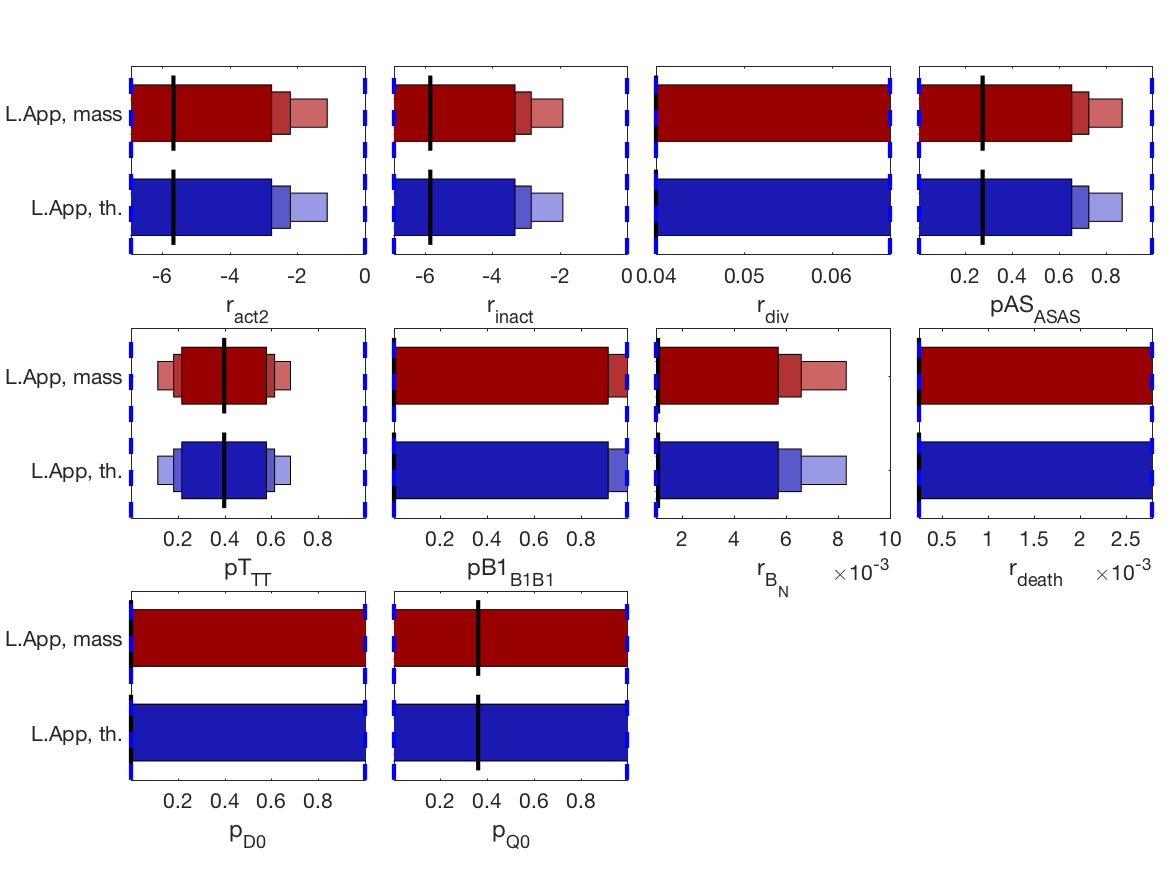 L.App, mass
L.App, th.
-6 -4 -2 0
r_act2
-6 -4 -2 0
r_inact
0.04 0.05 0.06
r_div
0.2 0.4 0.6 0.8
pAS_ASAS
L.App, mass
L.App, th.
0.2 0.4 0.6 0.8
pT_TT
0.2 0.4 0.6 0.8
pB1_B1B1
2 4 6 8 10
r_B_N ×10^-3
0.5 1 1.5 2 2.5
r_death ×10^-3
L.App, mass
L.App, th.
0.2 0.4 0.6 0.8
p_D0
0.2 0.4 0.6 0.8
p_Q0